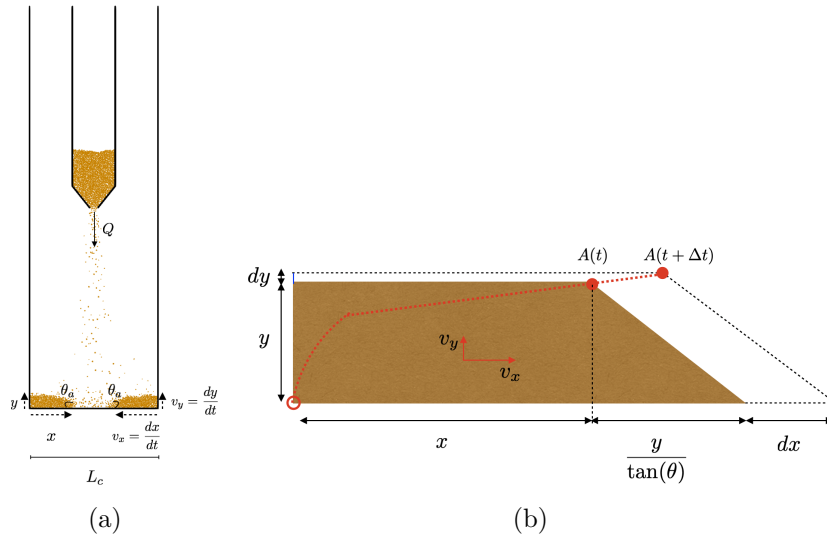 Q
θₐ θₐ
y
v_y = dy/dt
x
v_x = dx/dt
L_c
(a)
A(t) A(t + Δt)
dy
y
v_y
v_x
x
y/tan(θ)
dx
(b)